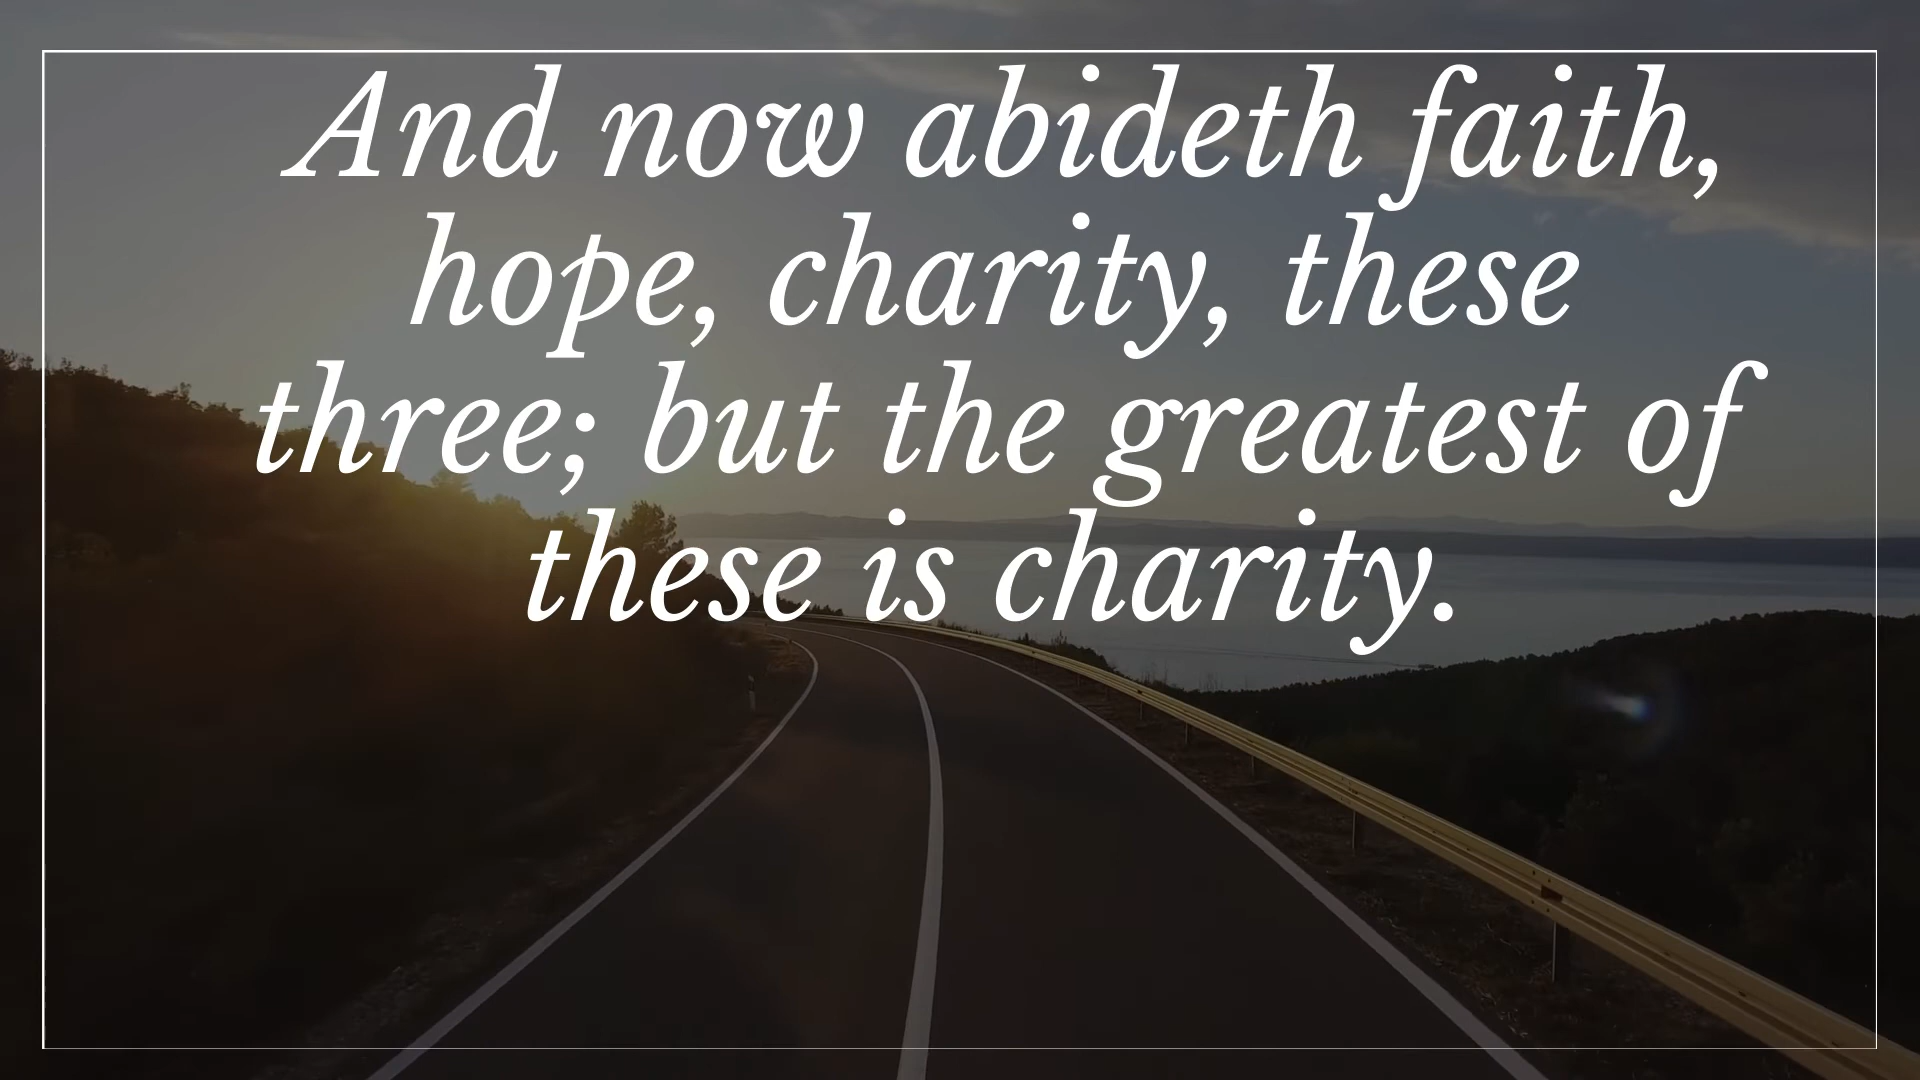 And now abideth faith,
hope, charity, these
three; but the greatest of
these is charity.